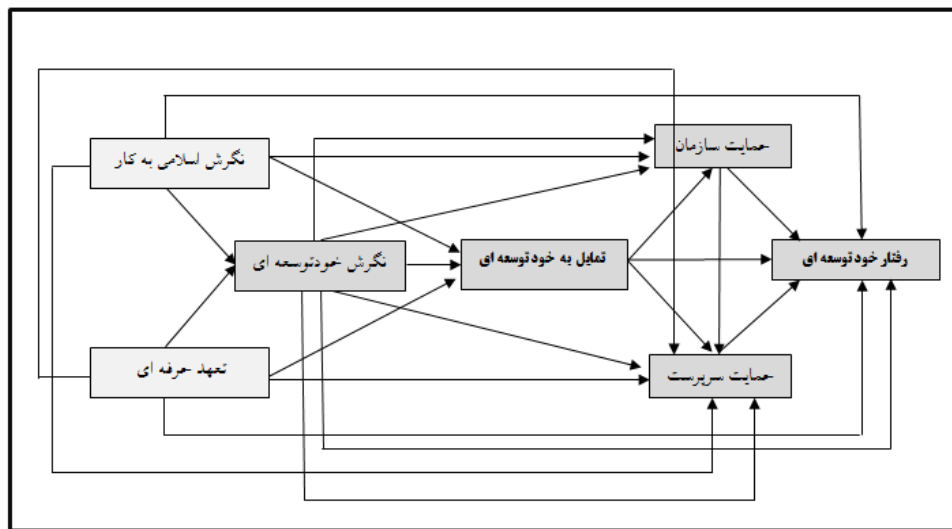 نگرش اسلامی به کار
حمایت سازمان
نگرش خودتوسعه ای
تمایل به خودتوسعه ای
رفتار خودتوسعه ای
تعهد حرفه ای
حمایت سرپرست